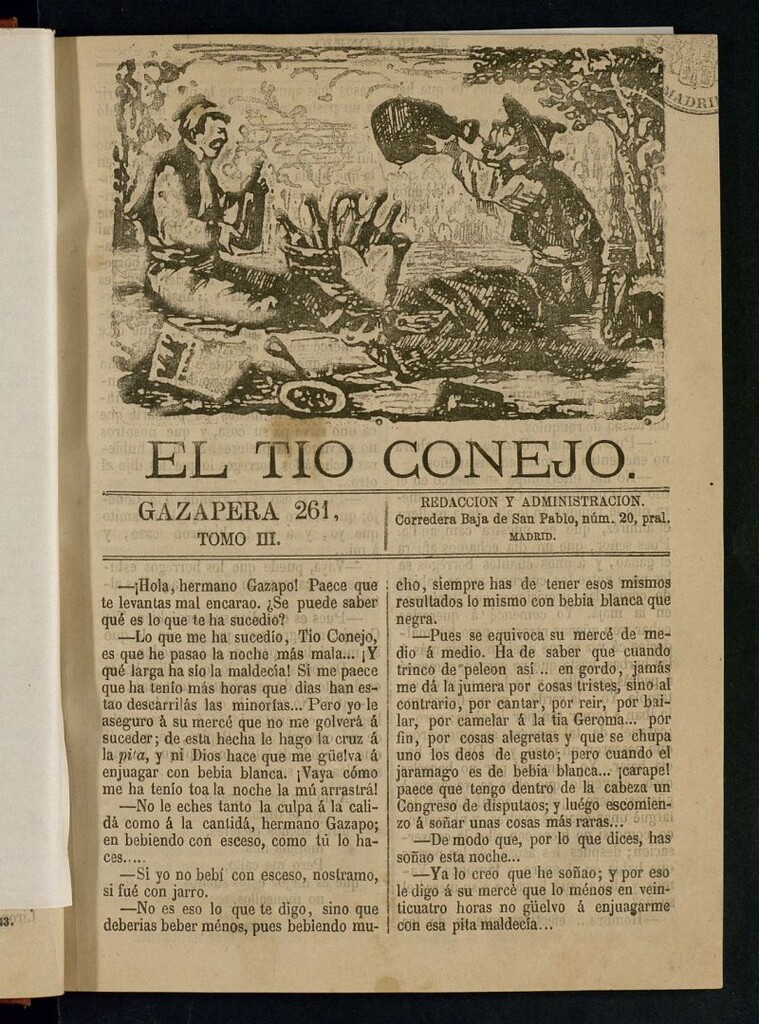 MADRI
EL TIO CONEJO.
GAZAPERA 261,
TOMO III.
REDACCION Y ADMINISTRACION.
Corredera Baja de San Pablo, núm. 20, pral.
MADRID.
—¡Hola, hermano Gazapo! Paece que
te levantas mal encarao. ¿Se puede saber
qué es lo que te ha sucedio?
—Lo que me ha sucedío, Tio Conejo,
es que he pasao la noche más mala... ¡Y
qué larga ha sío la maldecía! Si me paece
que ha tenío más horas que dias han es-
tao descarrilás las minorías... Pero yo le
aseguro á su mercé que no me golverá á
suceder; de esta hecha le hago la cruz á
la pita, y ni Dios hace que me güelva á
enjuagar con bebia blanca. ¡Vaya cómo
me ha tenío toa la noche la mú arrastrá!
—No le eches tanto la culpa á la cali-
dá como á la cantidá, hermano Gazapo;
en bebiendo con esceso, como tú lo ha-
ces.....
—Si yo no bebí con esceso, nostramo,
si fué con jarro.
—No es eso lo que te digo, sino que
deberias beber ménos, pues bebiendo mu-
cho, siempre has de tener esos mismos
resultados lo mismo con bebia blanca que
negra.
—Pues se equivoca su mercé de me-
dio á medio. Ha de saber que cuando
trinco de peleon así .. en gordo, jamás
me dá la jumera por cosas tristes, sino al
contrario, por cantar, por reir, por bai-
lar, por camelar á la tia Geroma... por
fin, por cosas alegretas y que se chupa
uno los deos de gusto; pero cuando el
jaramago es de bebia blanca... ¡carape!
paece que tengo dentro de la cabeza un
Congreso de disputaos; y luégo escomien-
zo á soñar unas cosas más raras...
—De modo que, por lo que dices, has
soñao esta noche...
—Ya lo creo que he soñao; y por eso
le digo á su mercé que lo ménos en vein-
ticuatro horas no güelvo á enjuagarme
con esa pita maldecía...
13.